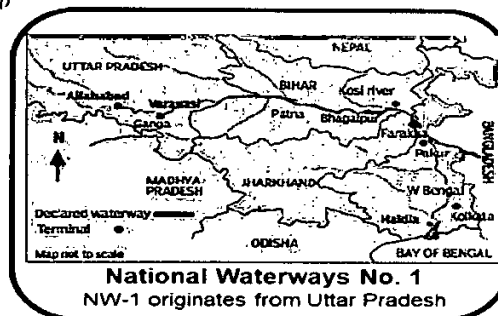 NEPAL
UTTAR PRADESH
BIHAR
Kosi river
Allahabad
Varanasi
Patna
Bhagalpur
Ganga
Farakka
Pakur
BANGLADESH
N
MADHYA
PRADESH
JHARKHAND
W Bengal
Declared waterway
Haldia
Kolkata
Terminal
ODISHA
Map not to scale
BAY OF BENGAL
National Waterways No. 1
NW-1 originates from Uttar Pradesh